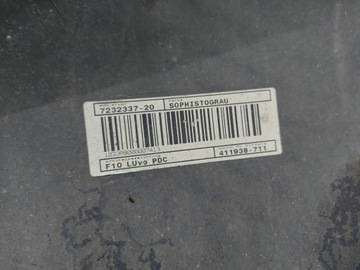 7232337-20 SOPHISTOGRAU
F10 LUvo PDC 411938-711